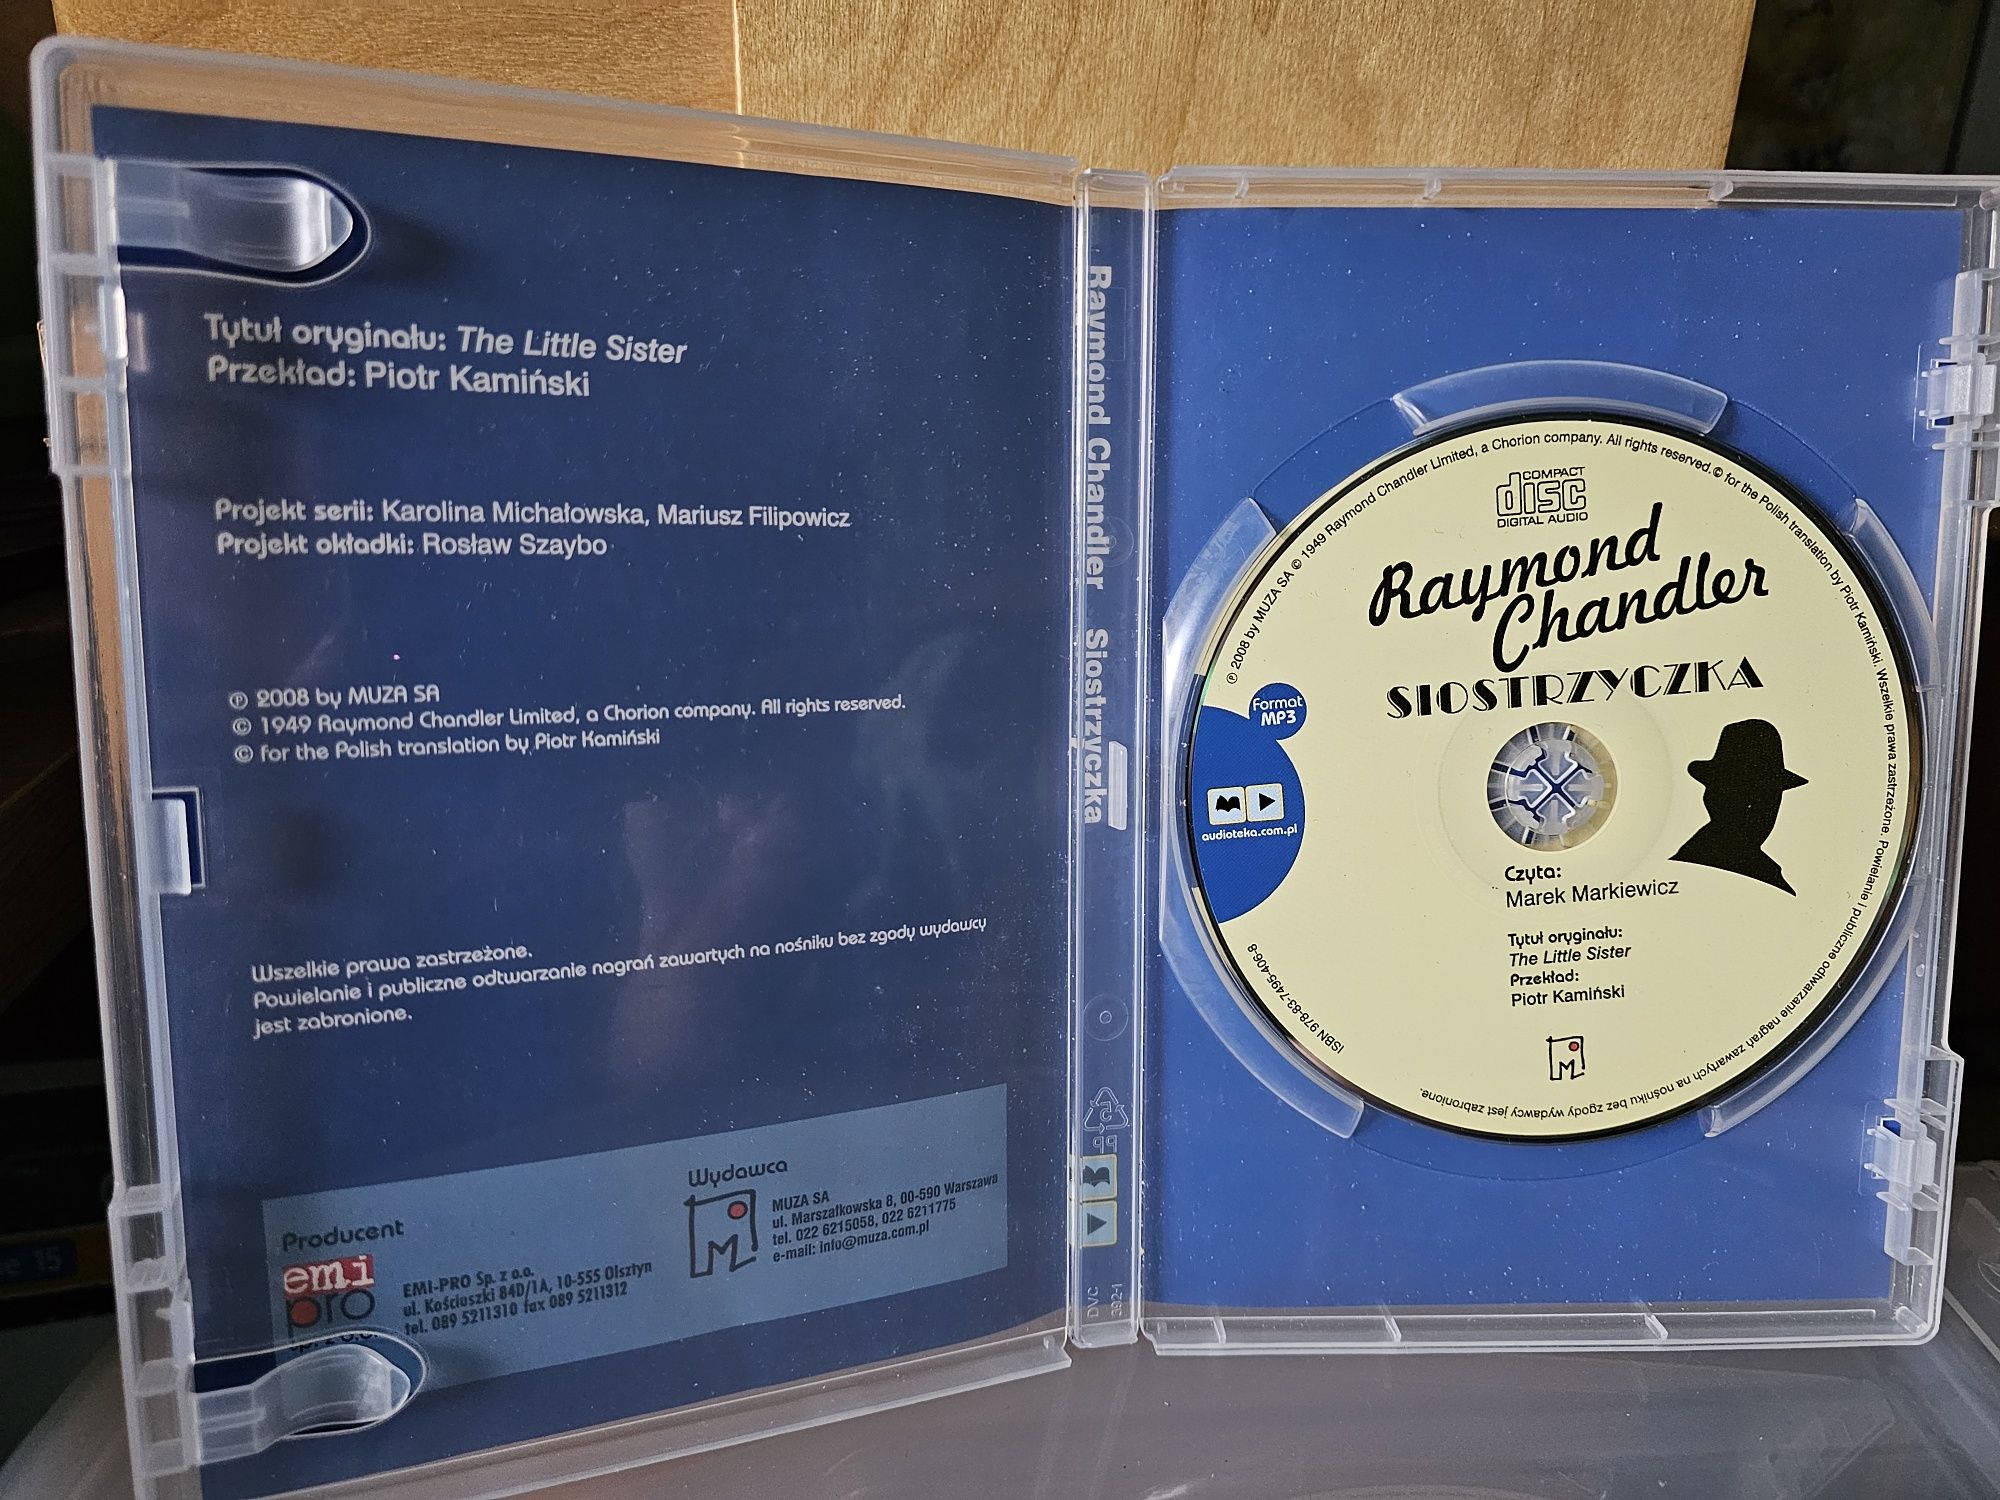 Tytuł oryginału: The Little Sister
Przekład: Piotr Kamiński
Projekt serii: Karolina Michałowska, Mariusz Filipowicz
Projekt okładki: Rosław Szaybo
℗ 2008 by MUZA SA
© 1949 Raymond Chandler Limited, a Chorion company. All rights reserved.
© for the Polish translation by Piotr Kamiński
Wszelkie prawa zastrzeżone.
Powielanie i publiczne odtwarzanie nagrań zawartych na nośniku bez zgody wydawcy
jest zabronione.
Producent
emi
pro
sp. z o.o.
EMI-PRO Sp. z o.o.
ul. Kościuszki 84D/1A, 10-555 Olsztyn
tel. 089 5211310 fax 089 5211312
Wydawca
M
MUZA SA
ul. Marszałkowska 8, 00-590 Warszawa
tel. 022 6215058, 022 6211775
e-mail: info@muza.com.pl
Raymond Chandler Siostrzyczka
DVC
392-1
℗ 2008 by MUZA SA © 1949 Raymond Chandler Limited, a Chorion company. All rights reserved. © for the Polish translation by Piotr Kamiński. Wszelkie prawa zastrzeżone. Powielanie i publiczne odtwarzanie nagrań zawartych na nośniku bez zgody wydawcy jest zabronione.
COMPACT
disc
DIGITAL AUDIO
Raymond
Chandler
SIOSTRZYCZKA
Format
MP3
audioteka.com.pl
Czyta:
Marek Markiewicz
Tytuł oryginału:
The Little Sister
Przekład:
Piotr Kamiński
M
ISBN 978-83-7495-406-8